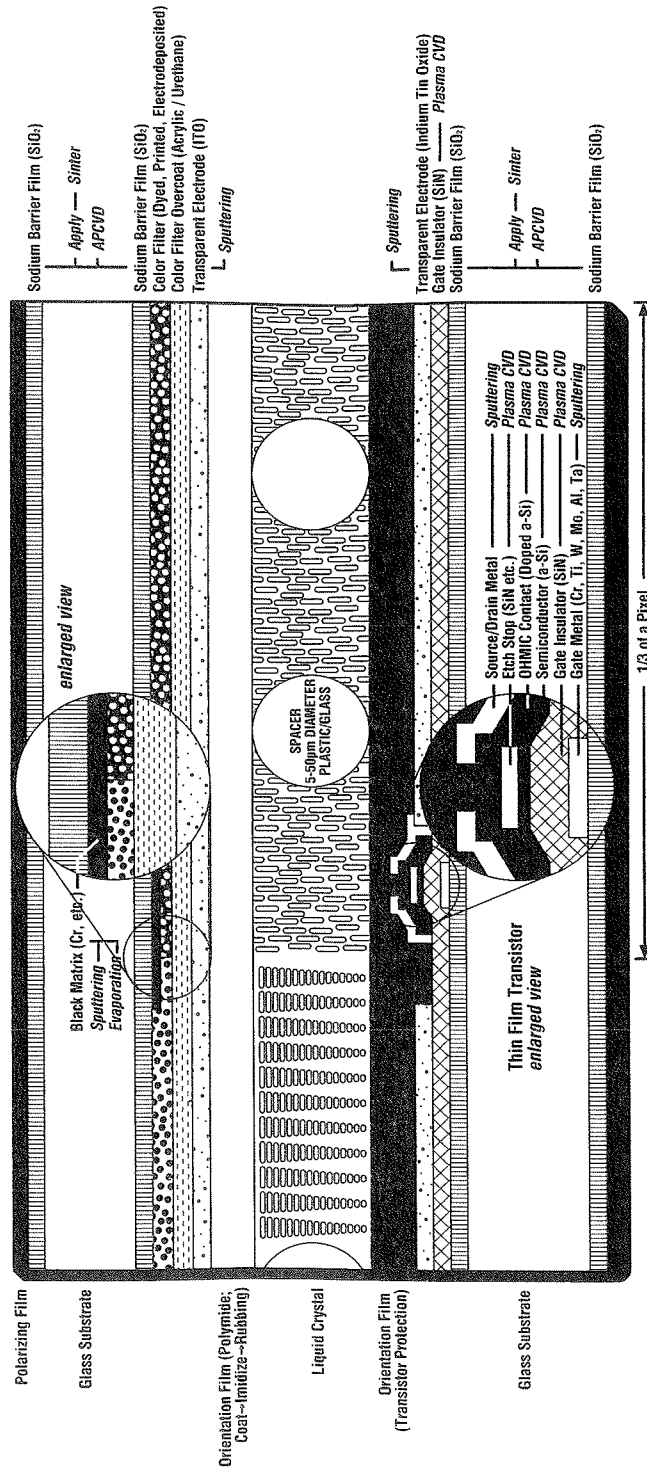 Polarizing Film
Glass Substrate
Orientation Film (Polymide;
Coat→Imidize→Rubbing)
Liquid Crystal
Orientation Film
(Transistor Protection)
Glass Substrate
Black Matrix (Cr, etc.)
Sputtering
Evaporation
enlarged view
SPACER
5-50µm DIAMETER
PLASTIC/GLASS
Thin Film Transistor
enlarged view
Source/Drain Metal Sputtering
Etch Stop (SiN etc.) Plasma CVD
OHMIC Contact (Doped a-Si) Plasma CVD
Semiconductor (a-Si) Plasma CVD
Gate Insulator (SiN) Plasma CVD
Gate Metal (Cr, Ti, W, Mo, Al, Ta) Sputtering
1/3 of a Pixel
Sodium Barrier Film (SiO₂)
Apply — Sinter
APCVD
Sodium Barrier Film (SiO₂)
Color Filter (Dyed, Printed, Electrodeposited)
Color Filter Overcoat (Acrylic / Urethane)
Transparent Electrode (ITO)
Sputtering
Sputtering
Transparent Electrode (Indium Tin Oxide)
Gate Insulator (SiN) — Plasma CVD
Sodium Barrier Film (SiO₂)
Apply — Sinter
APCVD
Sodium Barrier Film (SiO₂)